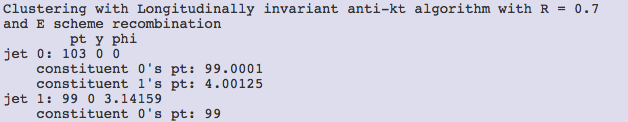 Clustering with Longitudinally invariant anti-kt algorithm with R = 0.7
and E scheme recombination
pt y phi
jet 0: 103 0 0
constituent 0's pt: 99.0001
constituent 1's pt: 4.00125
jet 1: 99 0 3.14159
constituent 0's pt: 99